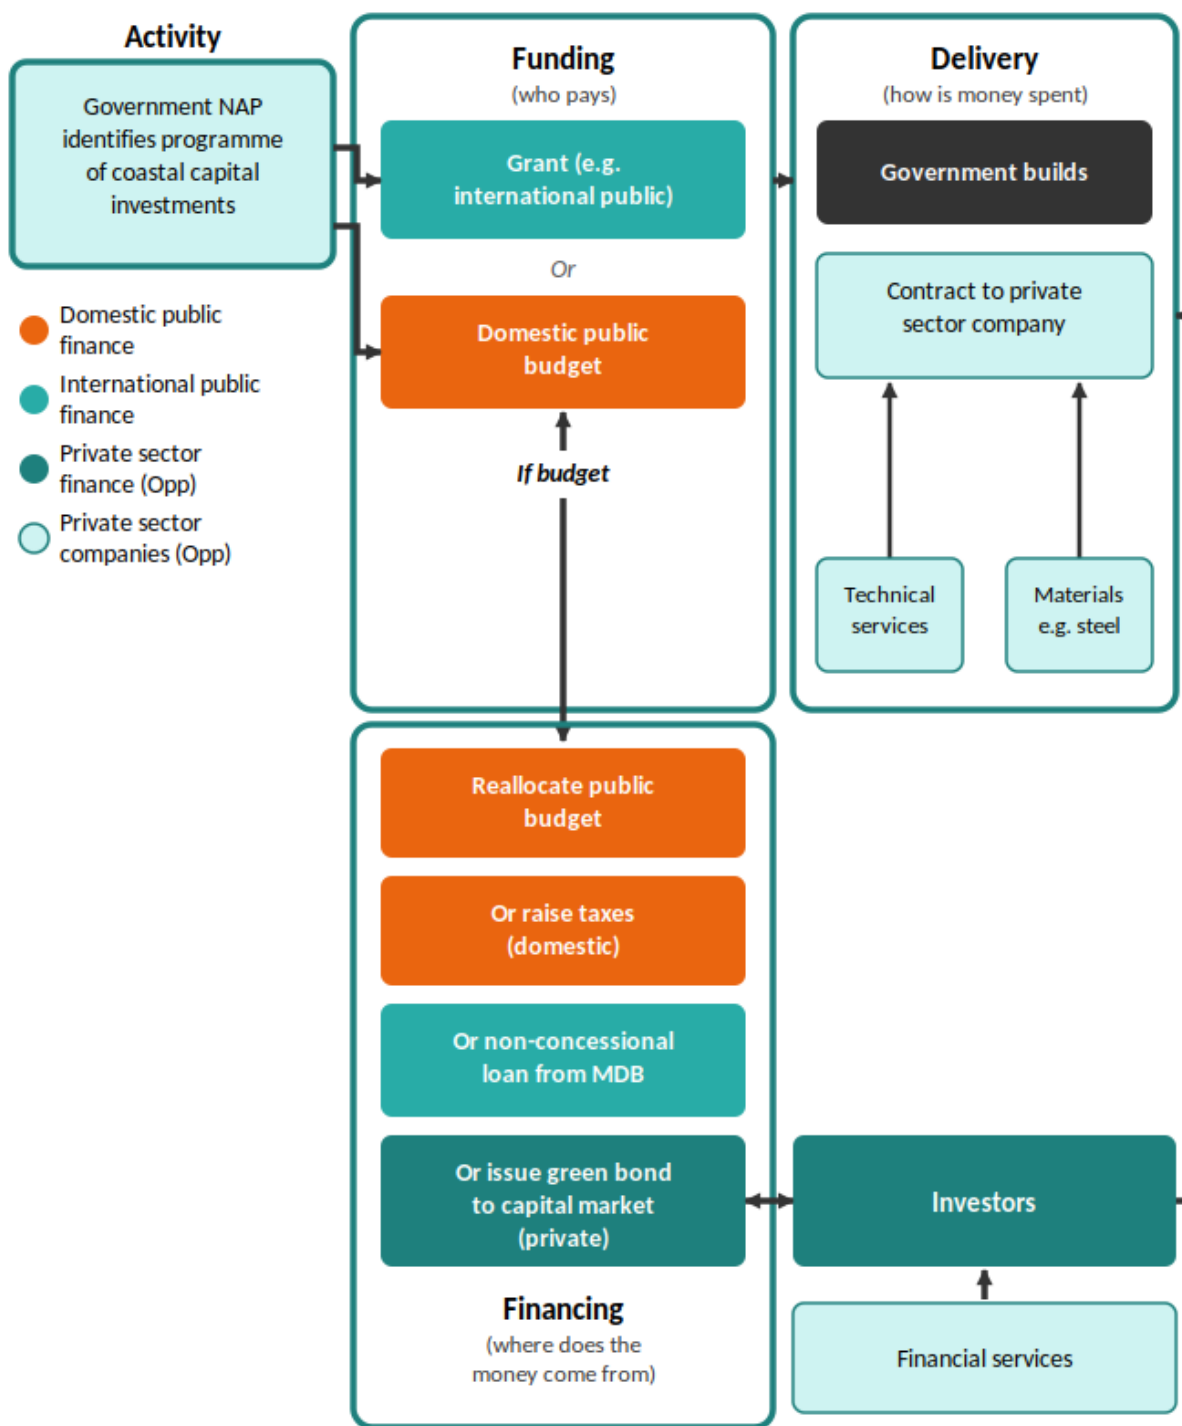 Activity
Government NAP
identifies programme
of coastal capital
investments
Domestic public
finance
International public
finance
Private sector
finance (Opp)
Private sector
companies (Opp)
Funding
(who pays)
Grant (e.g.
international public)
Or
Domestic public
budget
If budget
Delivery
(how is money spent)
Government builds
Contract to private
sector company
Technical
services
Materials
e.g. steel
Reallocate public
budget
Or raise taxes
(domestic)
Or non-concessional
loan from MDB
Or issue green bond
to capital market
(private)
Financing
(where does the
money come from)
Investors
Financial services